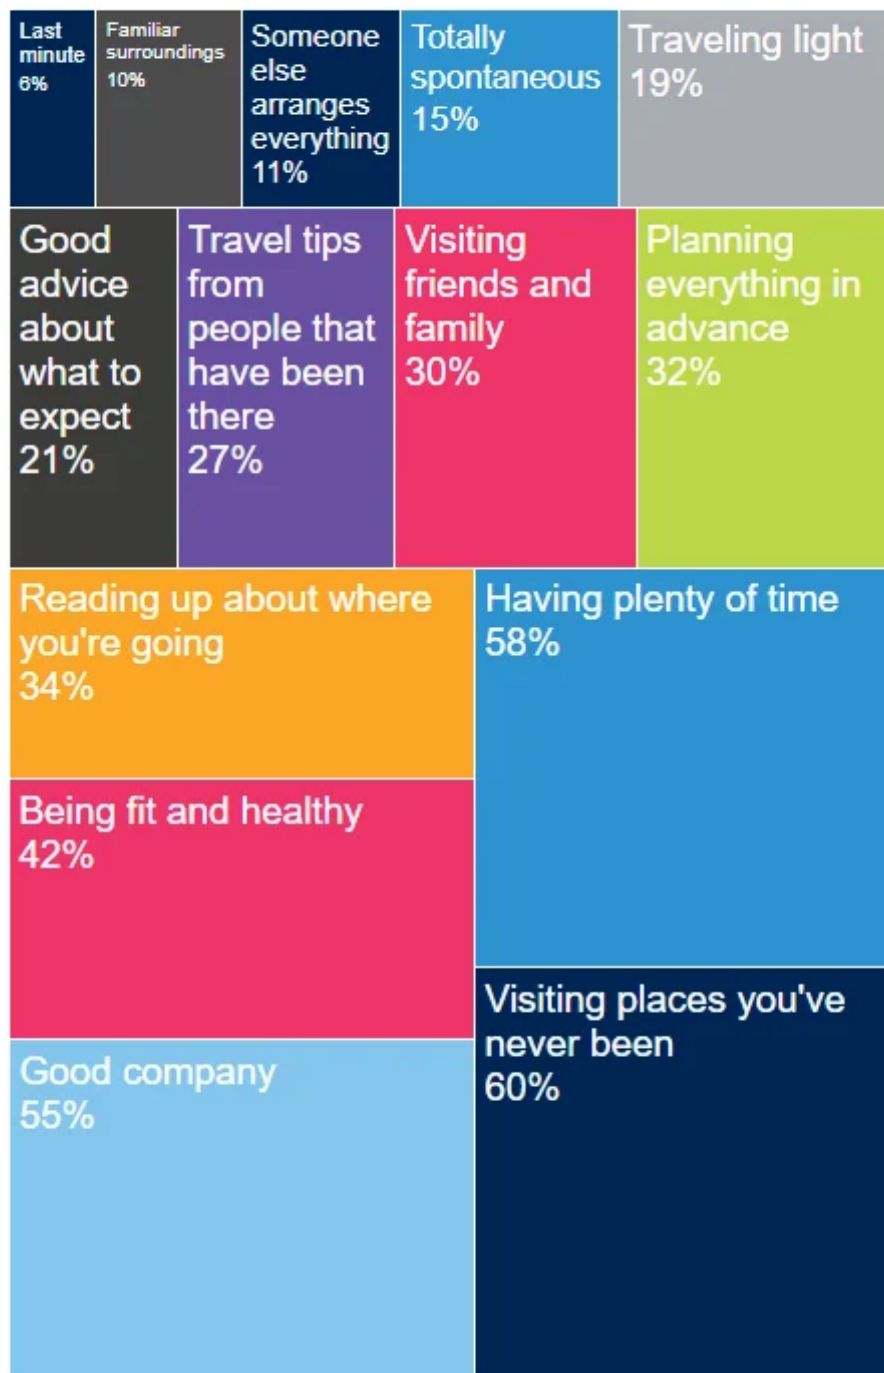 Last
minute
6%
Familiar
surroundings
10%
Someone
else
arranges
everything
11%
Totally
spontaneous
15%
Traveling light
19%
Good
advice
about
what to
expect
21%
Travel tips
from
people that
have been
there
27%
Visiting
friends and
family
30%
Planning
everything in
advance
32%
Reading up about where
you're going
34%
Having plenty of time
58%
Being fit and healthy
42%
Visiting places you've
never been
60%
Good company
55%